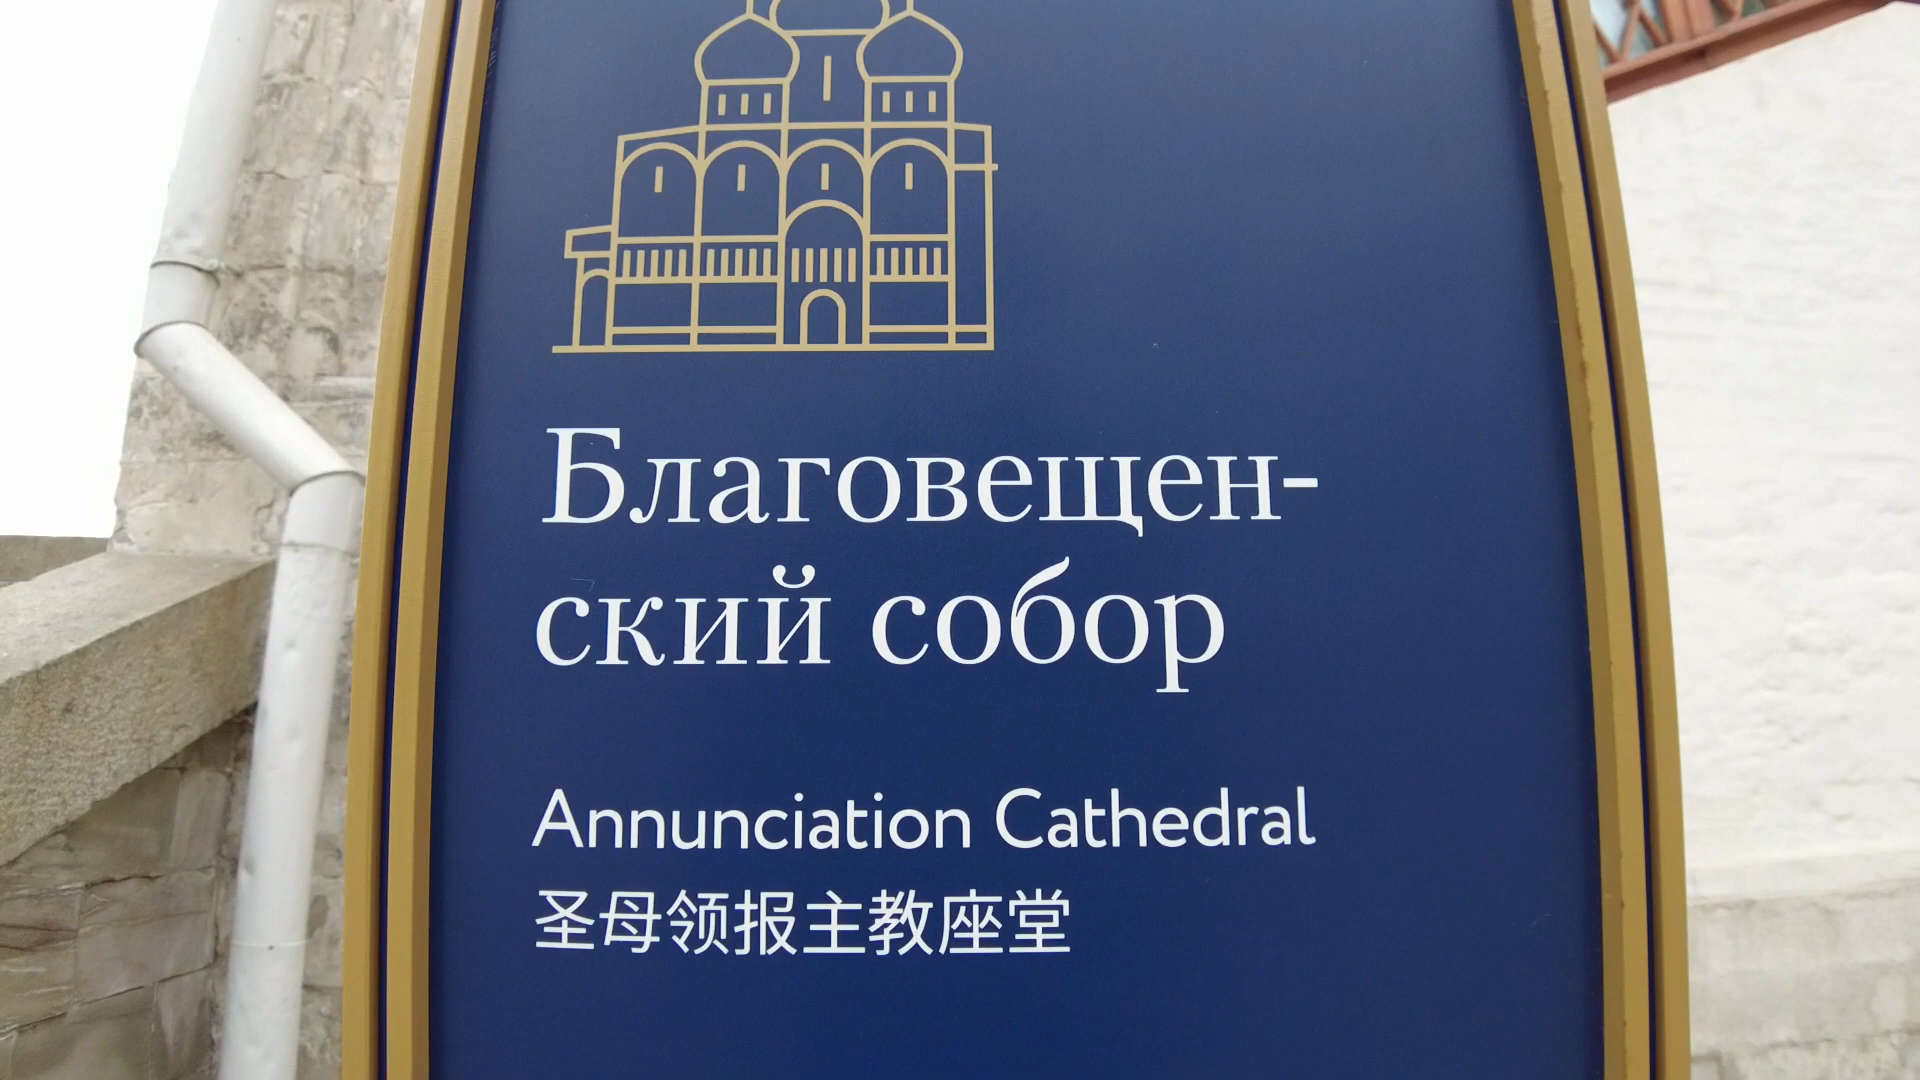 Благовещен-
ский собор
Annunciation Cathedral
圣母领报主教座堂